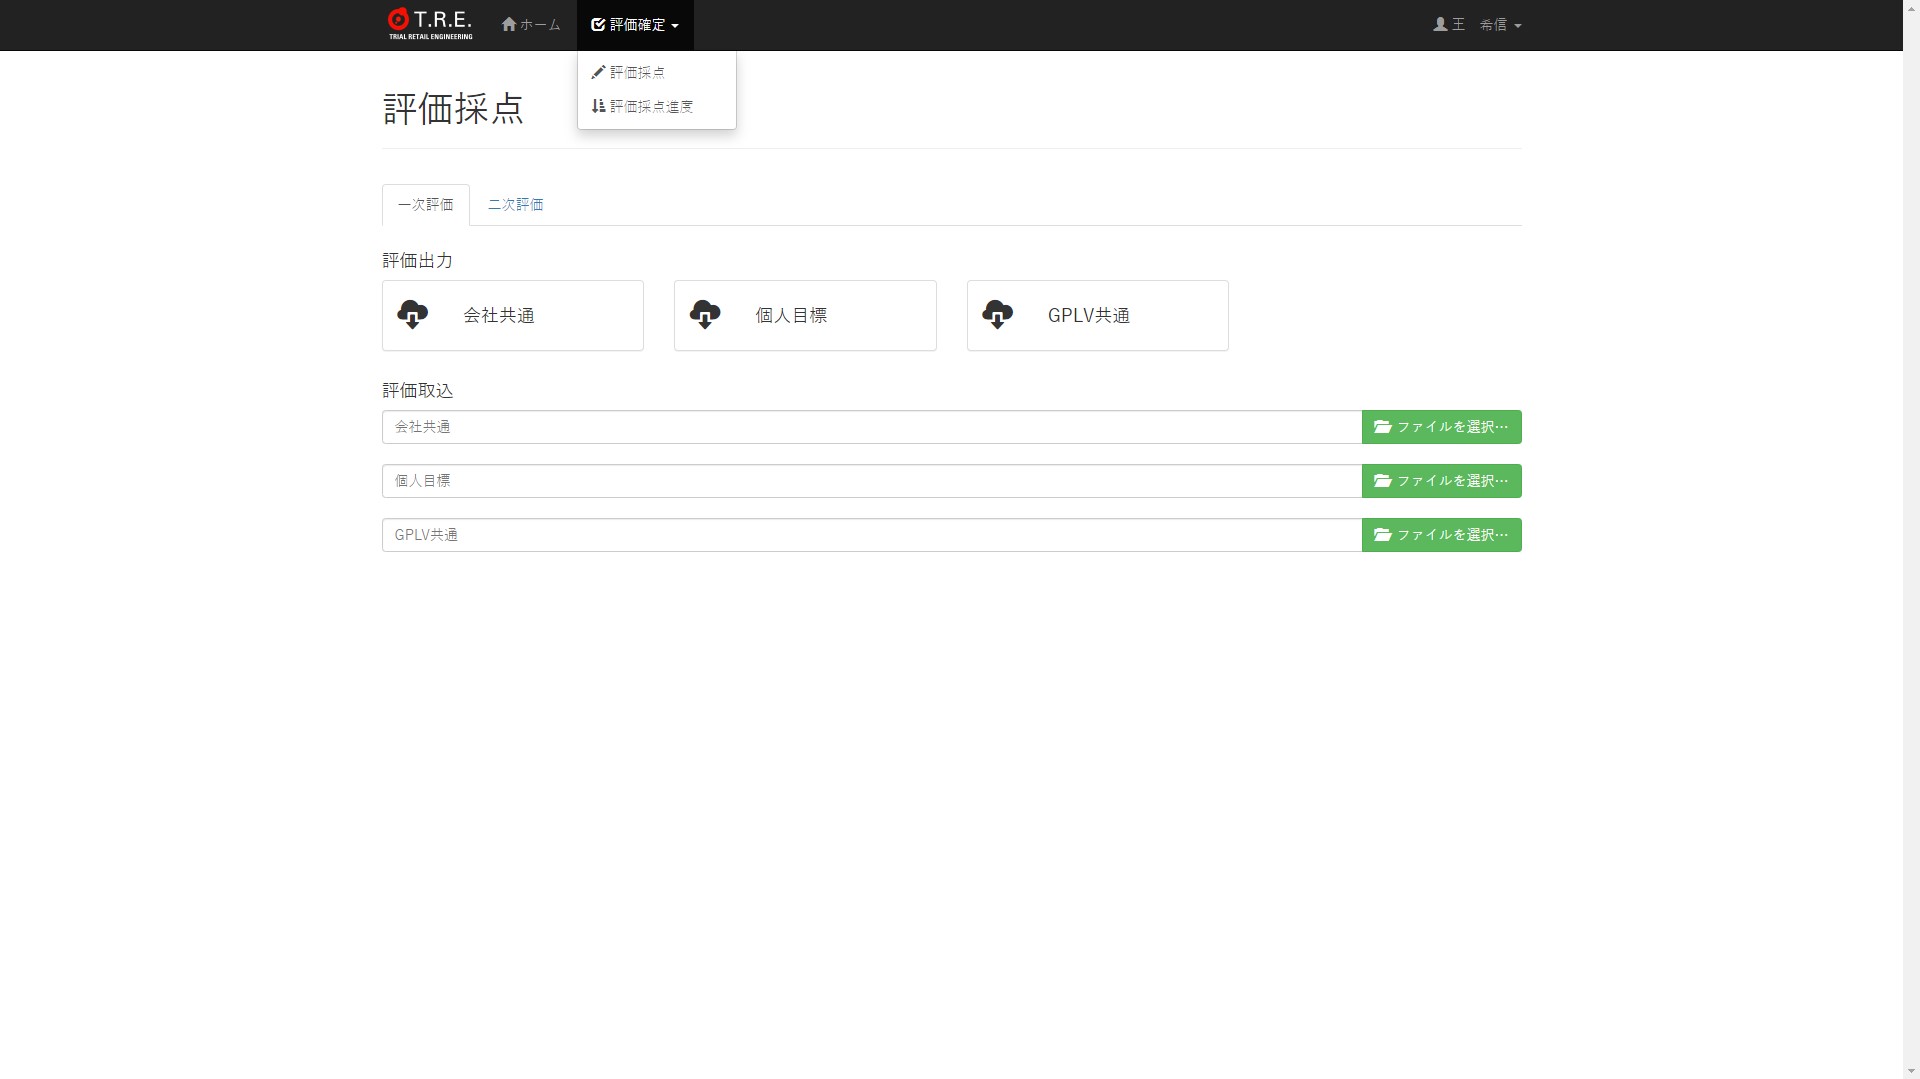 T.R.E.
TRIAL RETAIL ENGINEERING
ホーム
評価確定
王　希信
評価採点
評価採点進度
評価採点
一次評価
二次評価
評価出力
会社共通
個人目標
GPLV共通
評価取込
会社共通
ファイルを選択…
個人目標
ファイルを選択…
GPLV共通
ファイルを選択…